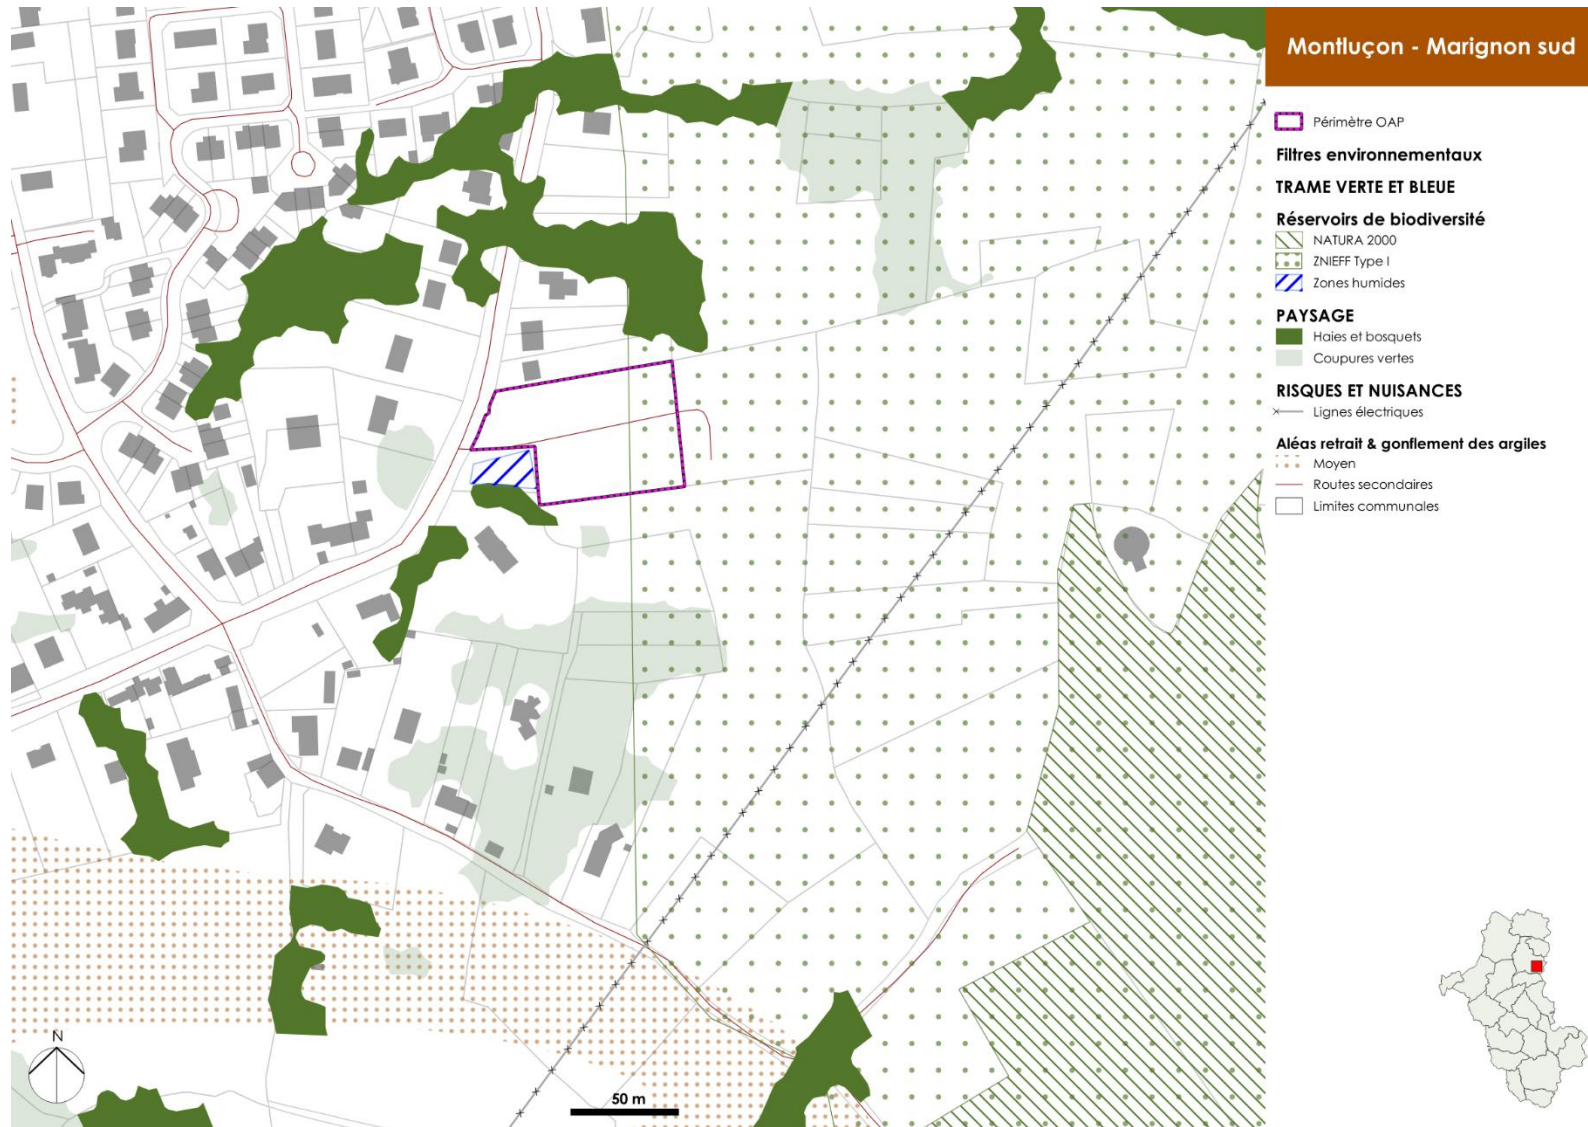 Montluçon - Marignon sud
Périmètre OAP
Filtres environnementaux
TRAME VERTE ET BLEUE
Réservoirs de biodiversité
NATURA 2000
ZNIEFF Type I
Zones humides
PAYSAGE
Haies et bosquets
Coupures vertes
RISQUES ET NUISANCES
Lignes électriques
Aléas retrait & gonflement des argiles
Moyen
Routes secondaires
Limites communales
N
50 m